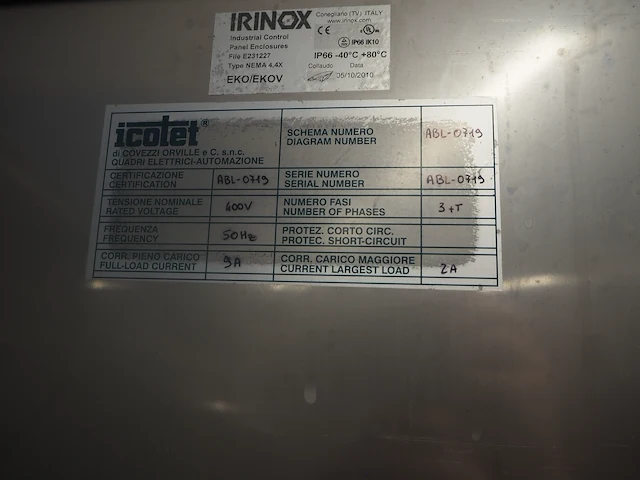 IRINOX
Conegliano (TV) ITALY
www.irinox.com
Industrial Control
Panel Enclosures
File E231227
Type NEMA 4,4X
EKO/EKOV
CE
UL
IP66 IK10
IP66 -40°C +80°C
Collaudo Data
05/10/2010
icotet®
di COVEZZI ORVILLE e C. s.n.c.
QUADRI ELETTRICI-AUTOMAZIONE
SCHEMA NUMERO
DIAGRAM NUMBER
ABL-0719
CERTIFICAZIONE
CERTIFICATION
ABL-0719
SERIE NUMERO
SERIAL NUMBER
ABL-0719
TENSIONE NOMINALE
RATED VOLTAGE
400V
NUMERO FASI
NUMBER OF PHASES
3+T
FREQUENZA
FREQUENCY
50Hz
PROTEZ. CORTO CIRC.
PROTEC. SHORT-CIRCUIT
CORR. PIENO CARICO
FULL-LOAD CURRENT
9A
CORR. CARICO MAGGIORE
CURRENT LARGEST LOAD
2A